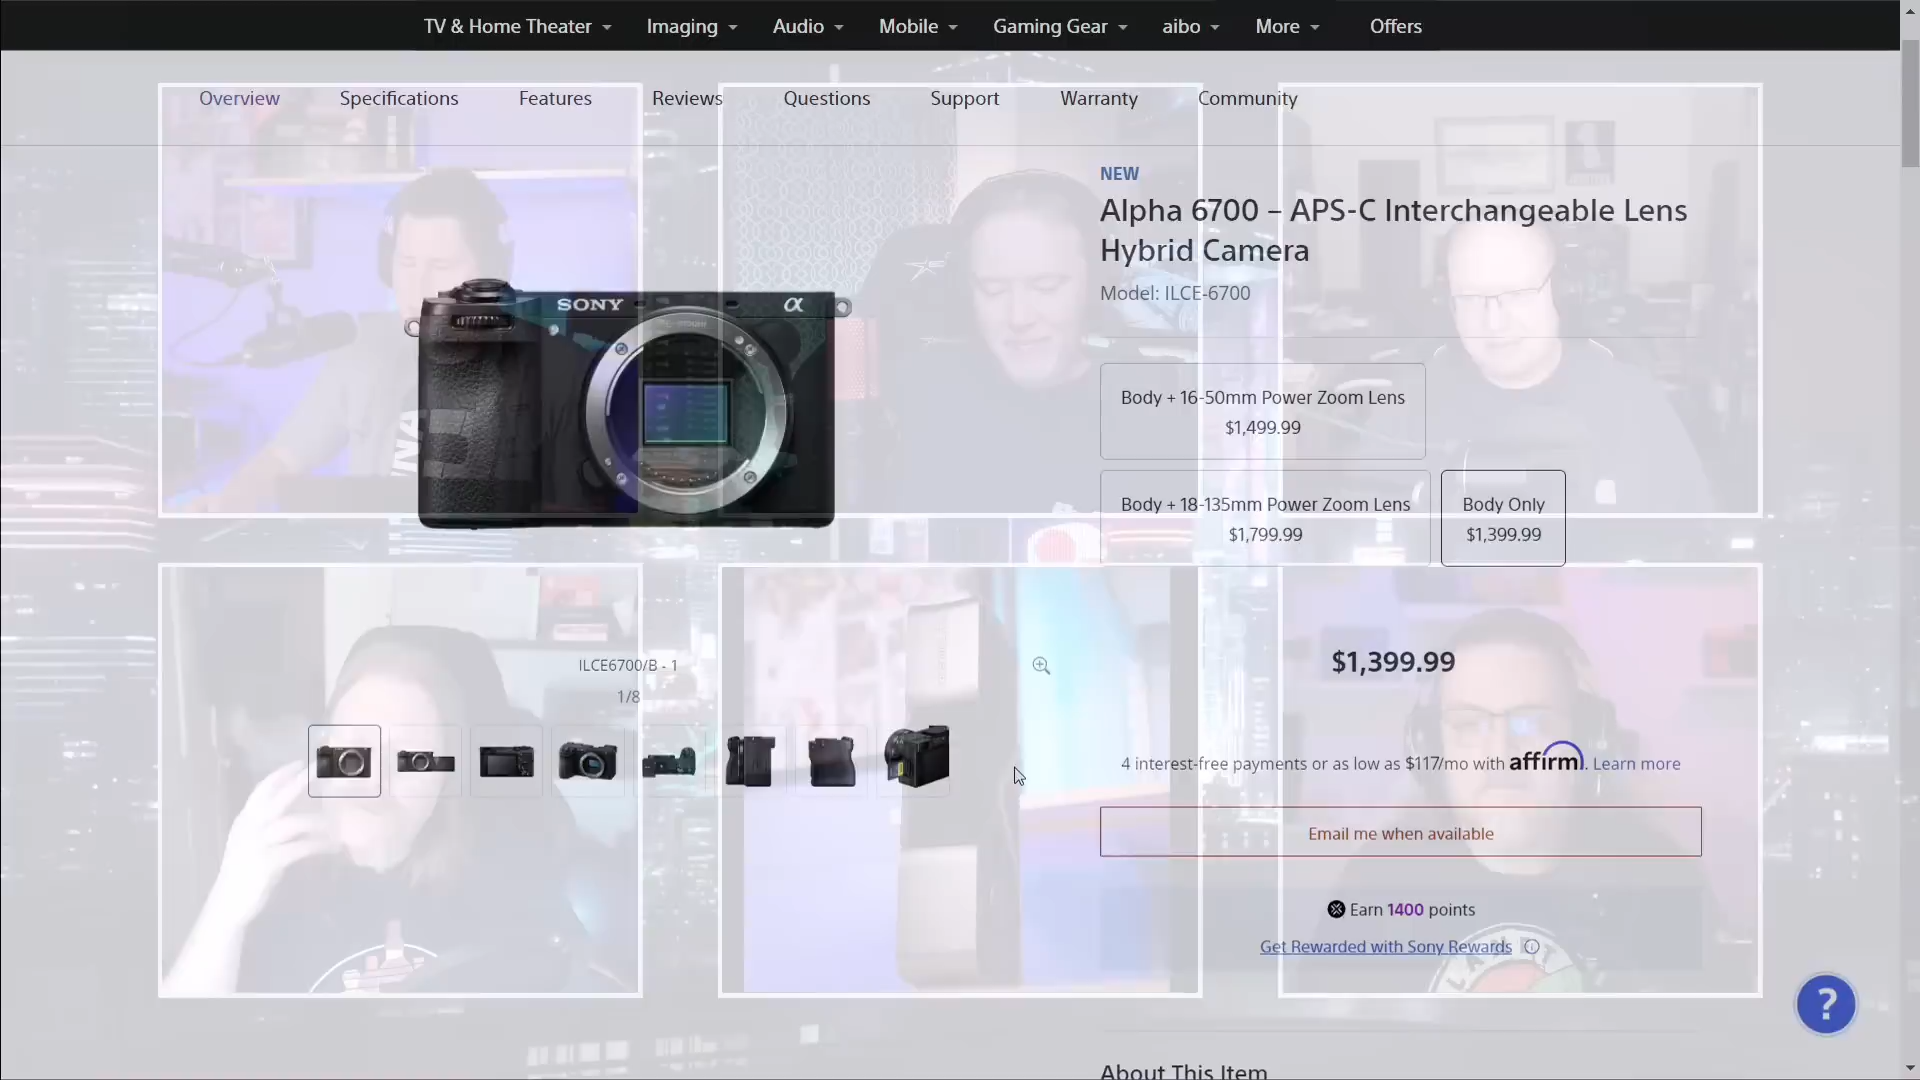 TV & Home Theater Imaging Audio Mobile Gaming Gear aibo More Offers
Overview Specifications Features Reviews Questions Support Warranty Community
NEW
Alpha 6700 – APS-C Interchangeable Lens
Hybrid Camera
Model: ILCE-6700
SONY α
Body + 16-50mm Power Zoom Lens
$1,499.99
Body + 18-135mm Power Zoom Lens
$1,799.99
Body Only
$1,399.99
ILCE6700/B - 1
1/8
$1,399.99
4 interest-free payments or as low as $117/mo with affirm. Learn more
Email me when available
Earn 1400 points
Get Rewarded with Sony Rewards
?
About This Item